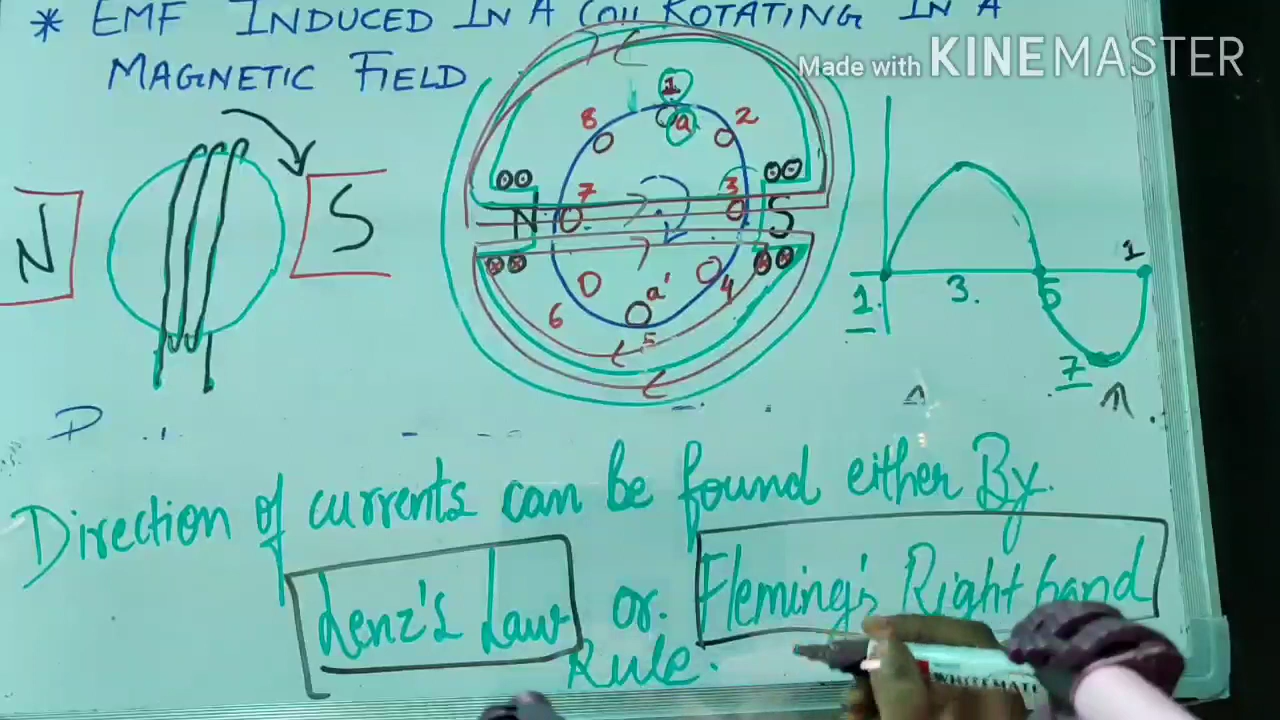 * EMF INDUCED IN A COIL ROTATING IN A
MAGNETIC FIELD
Made with KINEMASTER
N
S
1
a
2
8
7
3
N
S
a'
4
6
5
1.
3.
5
1
7
Direction of currents can be found either By.
Lenz's Law or. Fleming's Right hand
Rule.